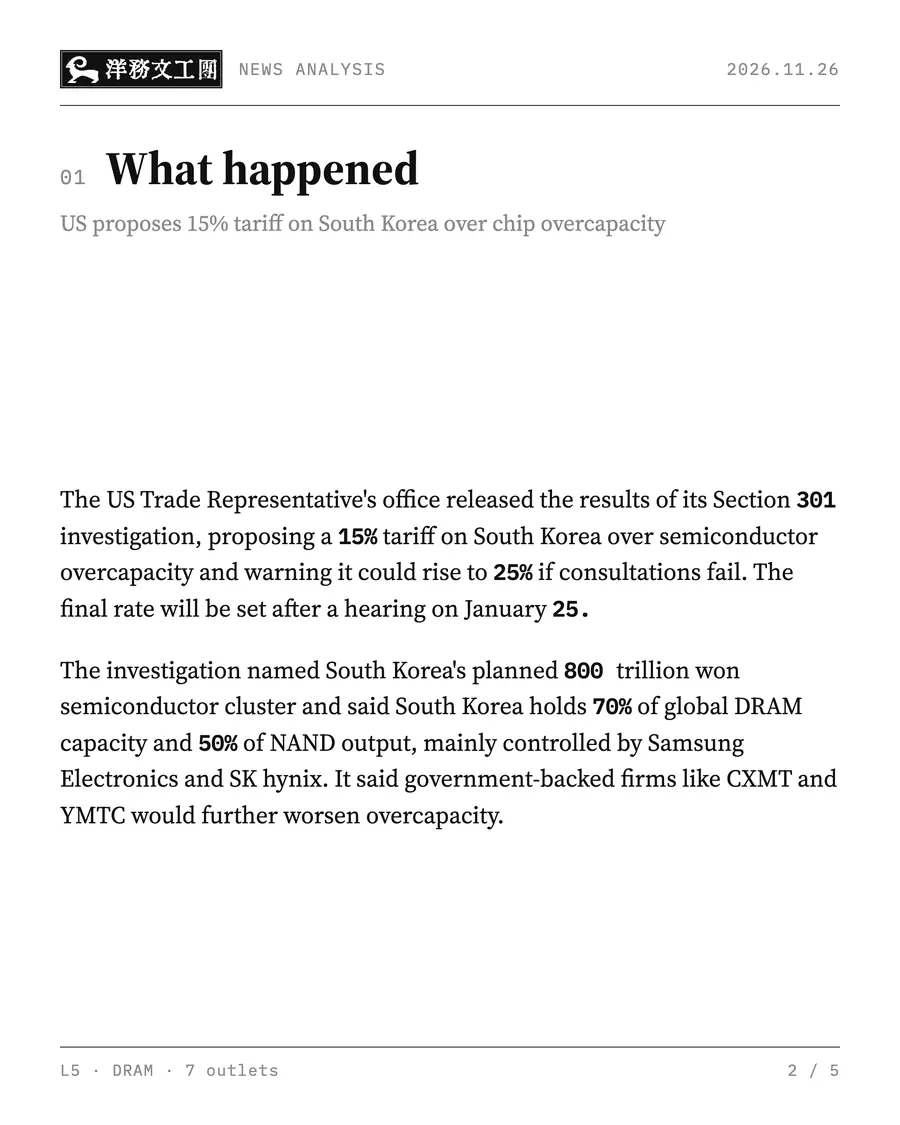 洋務文工團 NEWS ANALYSIS 2026.11.26
01 What happened
US proposes 15% tariff on South Korea over chip overcapacity
The US Trade Representative's office released the results of its Section 301
investigation, proposing a 15% tariff on South Korea over semiconductor
overcapacity and warning it could rise to 25% if consultations fail. The
final rate will be set after a hearing on January 25.
The investigation named South Korea's planned 800 trillion won
semiconductor cluster and said South Korea holds 70% of global DRAM
capacity and 50% of NAND output, mainly controlled by Samsung
Electronics and SK hynix. It said government-backed firms like CXMT and
YMTC would further worsen overcapacity.
L5 · DRAM · 7 outlets 2 / 5